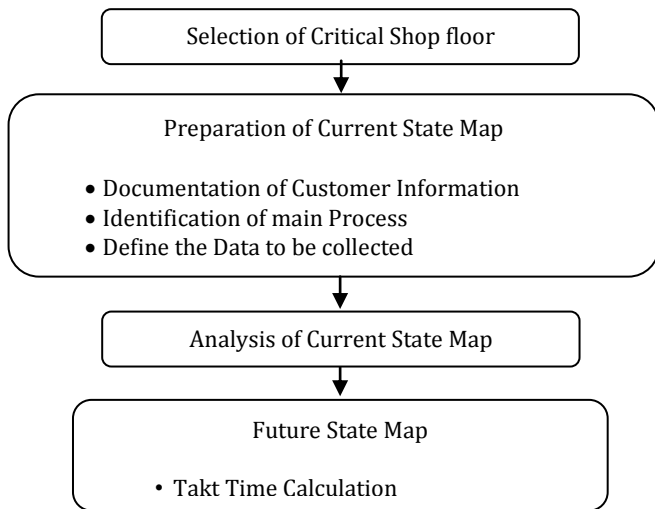 Selection of Critical Shop floor
Preparation of Current State Map
• Documentation of Customer Information
• Identification of main Process
• Define the Data to be collected
Analysis of Current State Map
Future State Map
• Takt Time Calculation